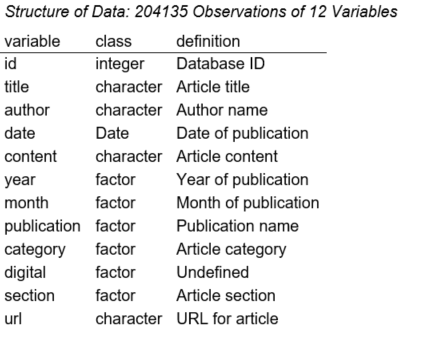 Structure of Data: 204135 Observations of 12 Variables
variable class definition
id integer Database ID
title character Article title
author character Author name
date Date Date of publication
content character Article content
year factor Year of publication
month factor Month of publication
publication factor Publication name
category factor Article category
digital factor Undefined
section factor Article section
url character URL for article